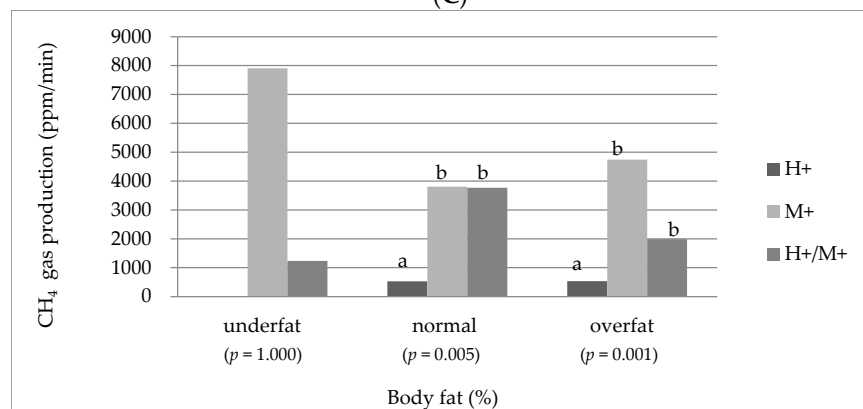 (C)
9000
8000
7000
6000
5000
4000
3000
2000
1000
0
CH₄ gas production (ppm/min)
a b b
a b b
underfat normal overfat
(p = 1.000) (p = 0.005) (p = 0.001)
Body fat (%)
H+
M+
H+/M+